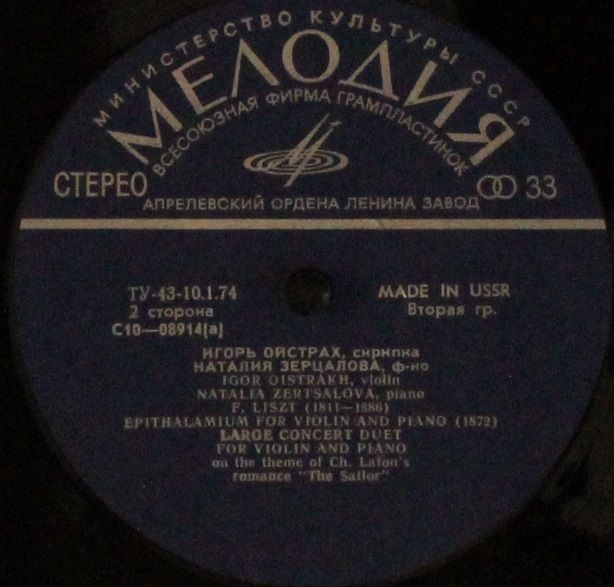 МИНИСТЕРСТВО КУЛЬТУРЫ СССР
МЕЛОДИЯ
ВСЕСОЮЗНАЯ ФИРМА ГРАМПЛАСТИНОК
СТЕРЕО 33
АПРЕЛЕВСКИЙ ОРДЕНА ЛЕНИНА ЗАВОД
ТУ-43-10.1.74 MADE IN USSR
2 сторона Вторая гр.
С10—08914(а)
ИГОРЬ ОЙСТРАХ, скрипка
НАТАЛИЯ ЗЕРЦАЛОВА, ф-но
IGOR OISTRAKH, violin
NATALIA ZERTSALOVA, piano
F. LISZT (1811—1886)
EPITHALAMIUM FOR VIOLIN AND PIANO (1872)
LARGE CONCERT DUET
FOR VIOLIN AND PIANO
on the theme of Ch. Lafon's
romance "The Sailor"